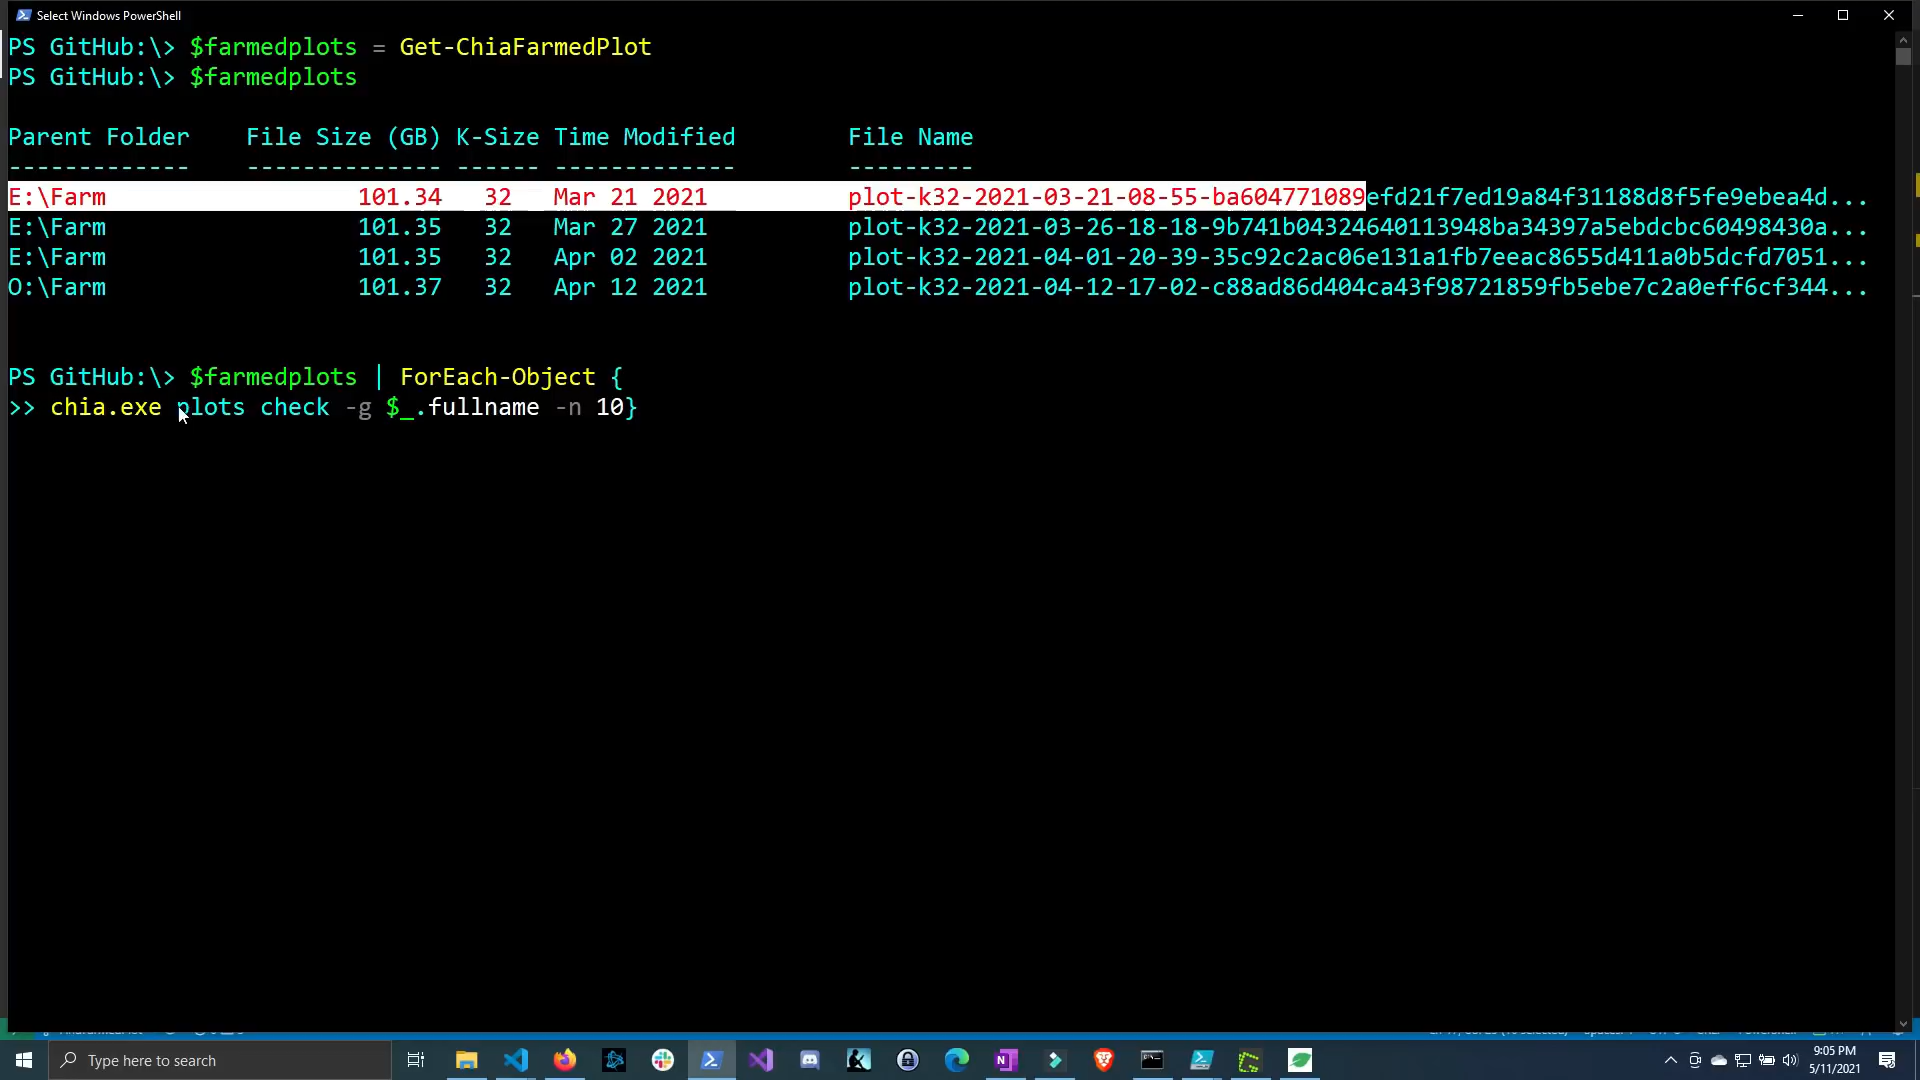 Select Windows PowerShell
PS GitHub:\> $farmedplots = Get-ChiaFarmedPlot
PS GitHub:\> $farmedplots
Parent Folder    File Size (GB) K-Size Time Modified        File Name
-------------    -------------- ------ -------------        ---------
E:\Farm                  101.34   32   Mar 21 2021          plot-k32-2021-03-21-08-55-ba604771089efd21f7ed19a84f31188d8f5fe9ebea4d...
E:\Farm                  101.35   32   Mar 27 2021          plot-k32-2021-03-26-18-18-9b741b04324640113948ba34397a5ebdcbc60498430a...
E:\Farm                  101.35   32   Apr 02 2021          plot-k32-2021-04-01-20-39-35c92c2ac06e131a1fb7eeac8655d411a0b5dcfd7051...
O:\Farm                  101.37   32   Apr 12 2021          plot-k32-2021-04-12-17-02-c88ad86d404ca43f98721859fb5ebe7c2a0eff6cf344...
PS GitHub:\> $farmedplots | ForEach-Object {
>> chia.exe plots check -g $_.fullname -n 10}
Type here to search
9:05 PM
5/11/2021